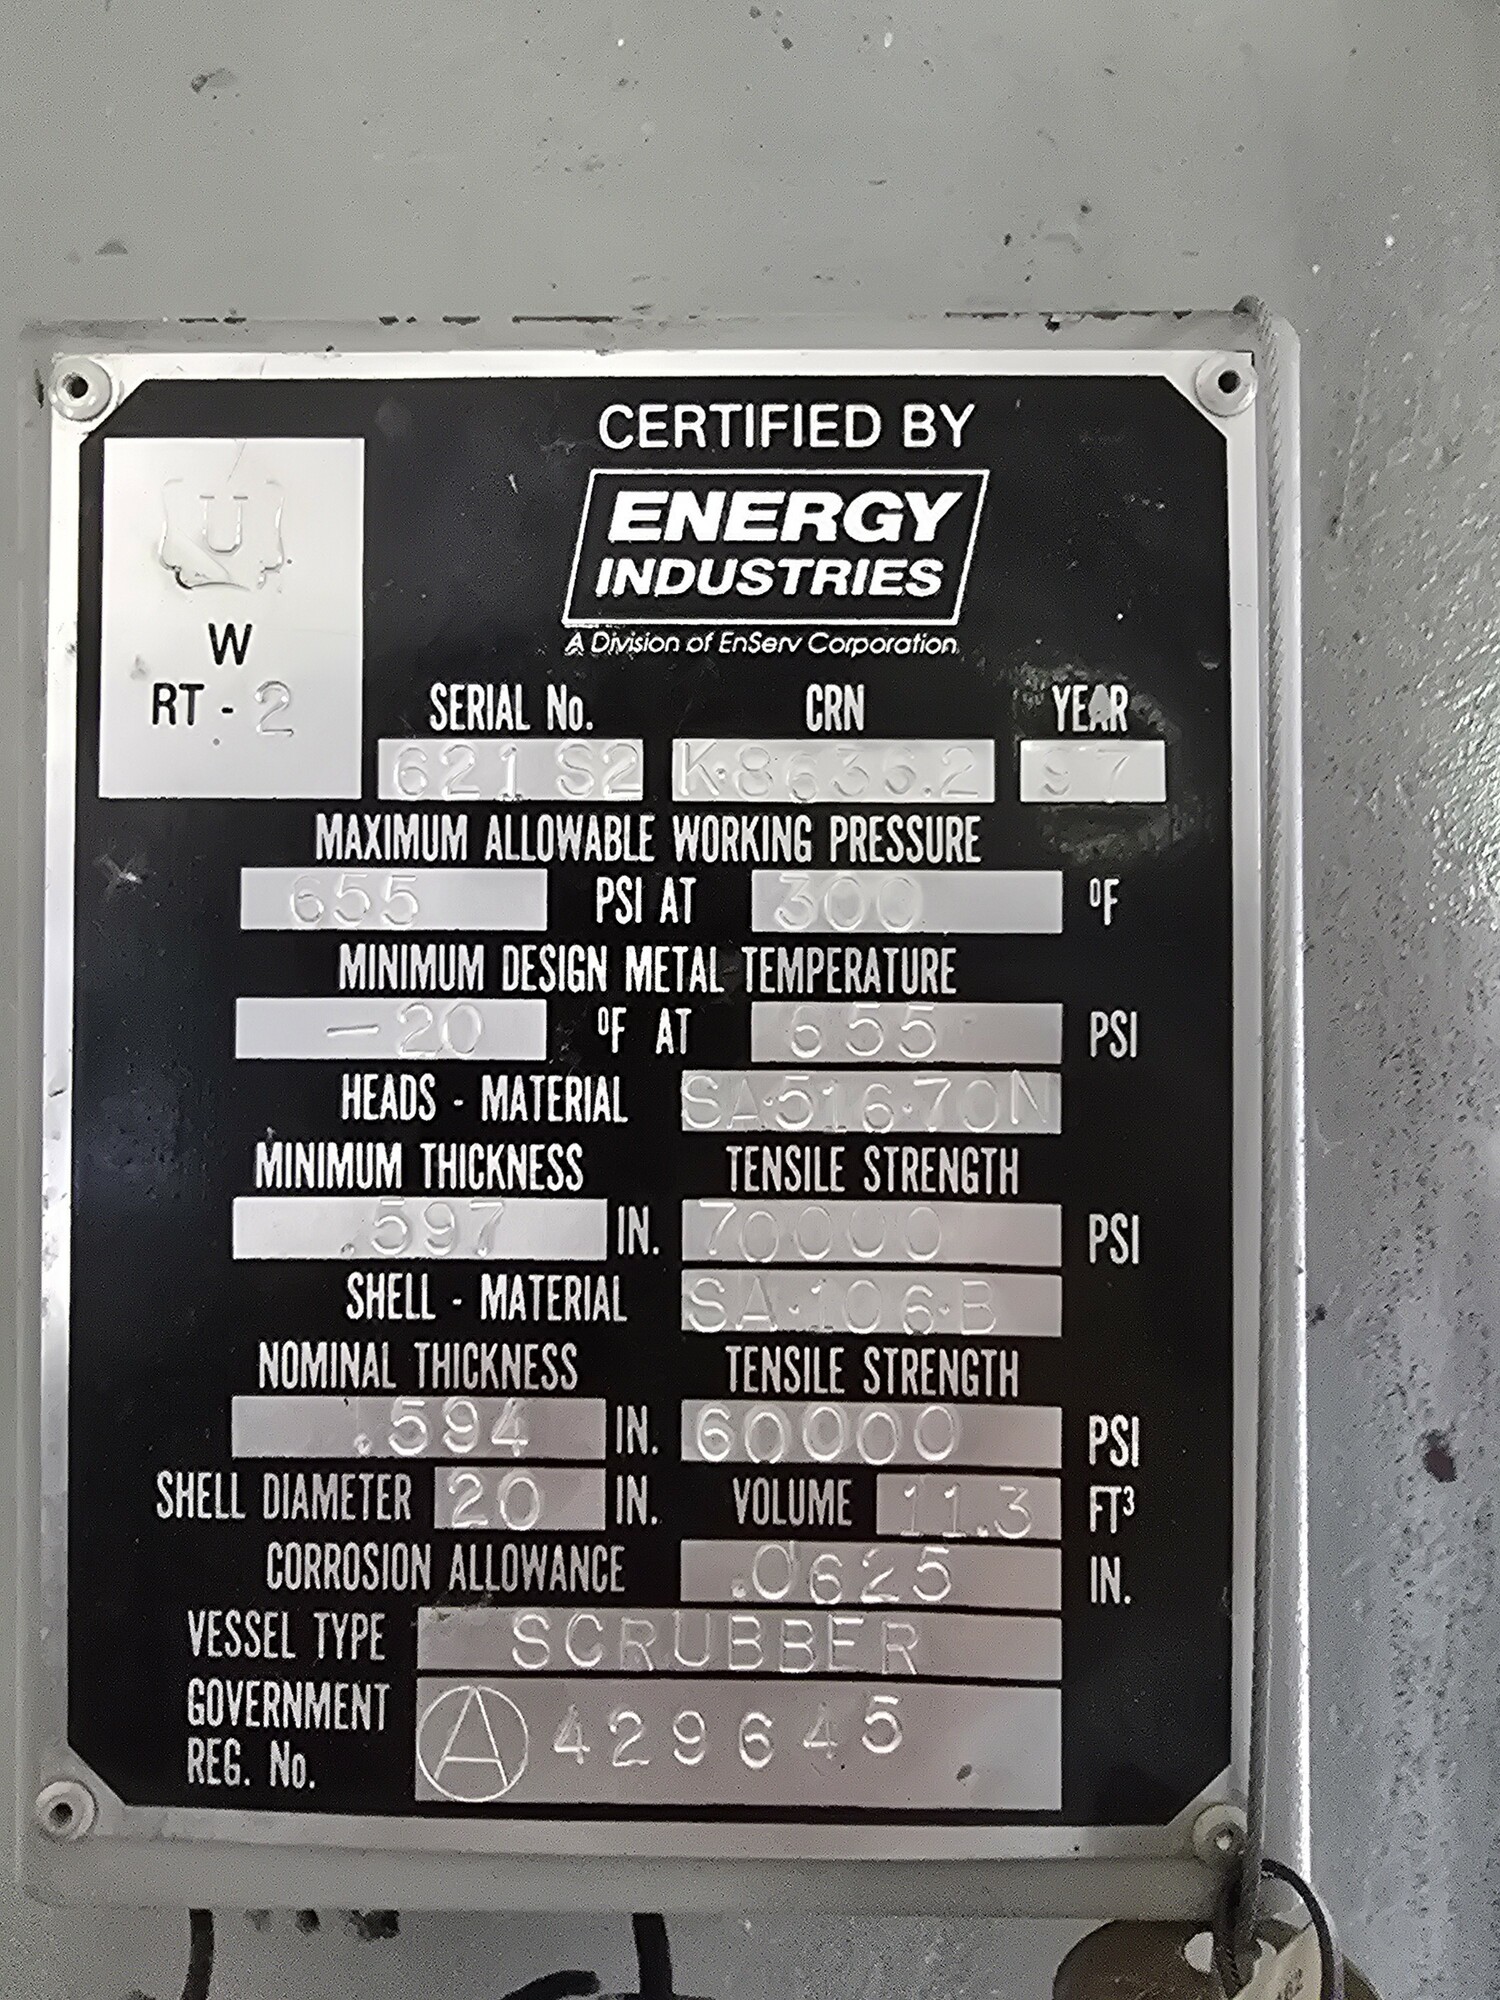 CERTIFIED BY
ENERGY
INDUSTRIES
A Division of EnServ Corporation
U
W
RT - 2
SERIAL No. CRN YEAR
621 S2 K·8636.2 97
MAXIMUM ALLOWABLE WORKING PRESSURE
655 PSI AT 300 ºF
MINIMUM DESIGN METAL TEMPERATURE
-20 ºF AT 655 PSI
HEADS - MATERIAL SA·516·70N
MINIMUM THICKNESS TENSILE STRENGTH
.597 IN. 70000 PSI
SHELL - MATERIAL SA·106·B
NOMINAL THICKNESS TENSILE STRENGTH
.594 IN. 60000 PSI
SHELL DIAMETER 20 IN. VOLUME 11.3 FT³
CORROSION ALLOWANCE .0625 IN.
VESSEL TYPE SCRUBBER
GOVERNMENT
REG. No. A 429645